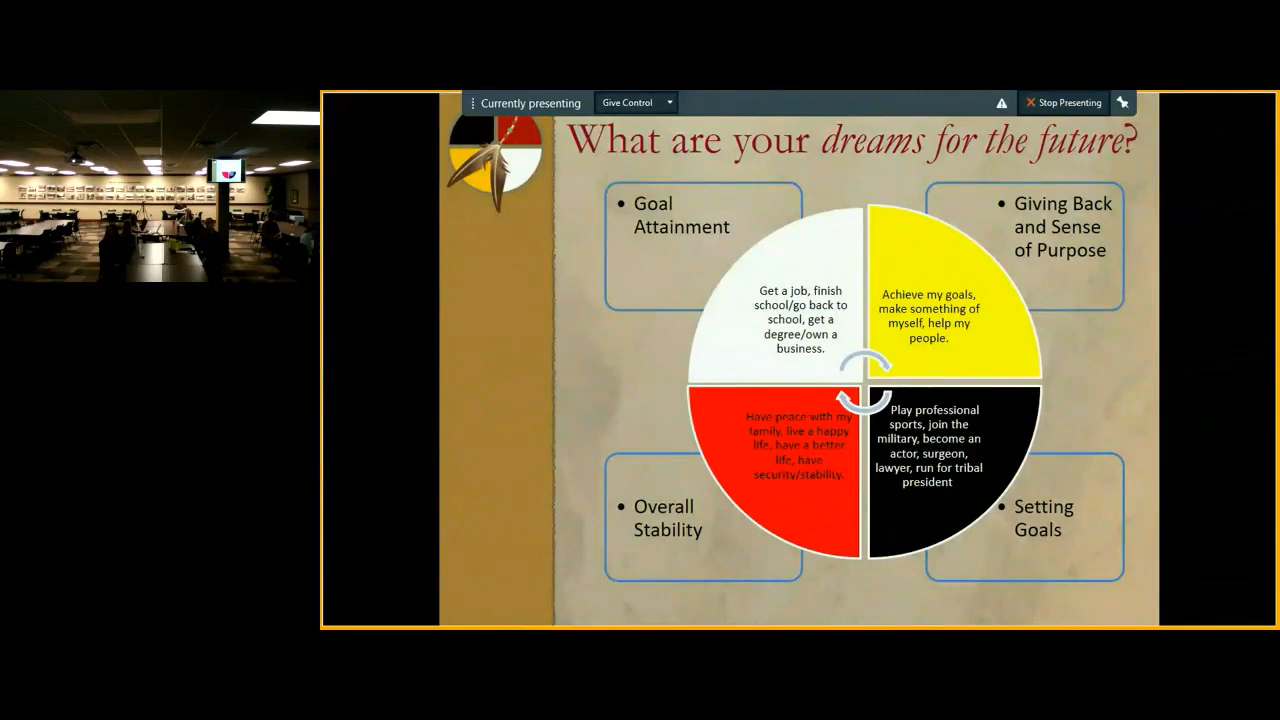 Currently presenting
Give Control
Stop Presenting
What are your dreams for the future?
• Goal
Attainment
• Giving Back
and Sense
of Purpose
Get a job, finish
school/go back to
school, get a
degree/own a
business.
Achieve my goals,
make something of
myself, help my
people.
Have peace with my
family, live a happy
life, have a better
life, have
security/stability.
Play professional
sports, join the
military, become an
actor, surgeon,
lawyer, run for tribal
president
• Overall
Stability
• Setting
Goals